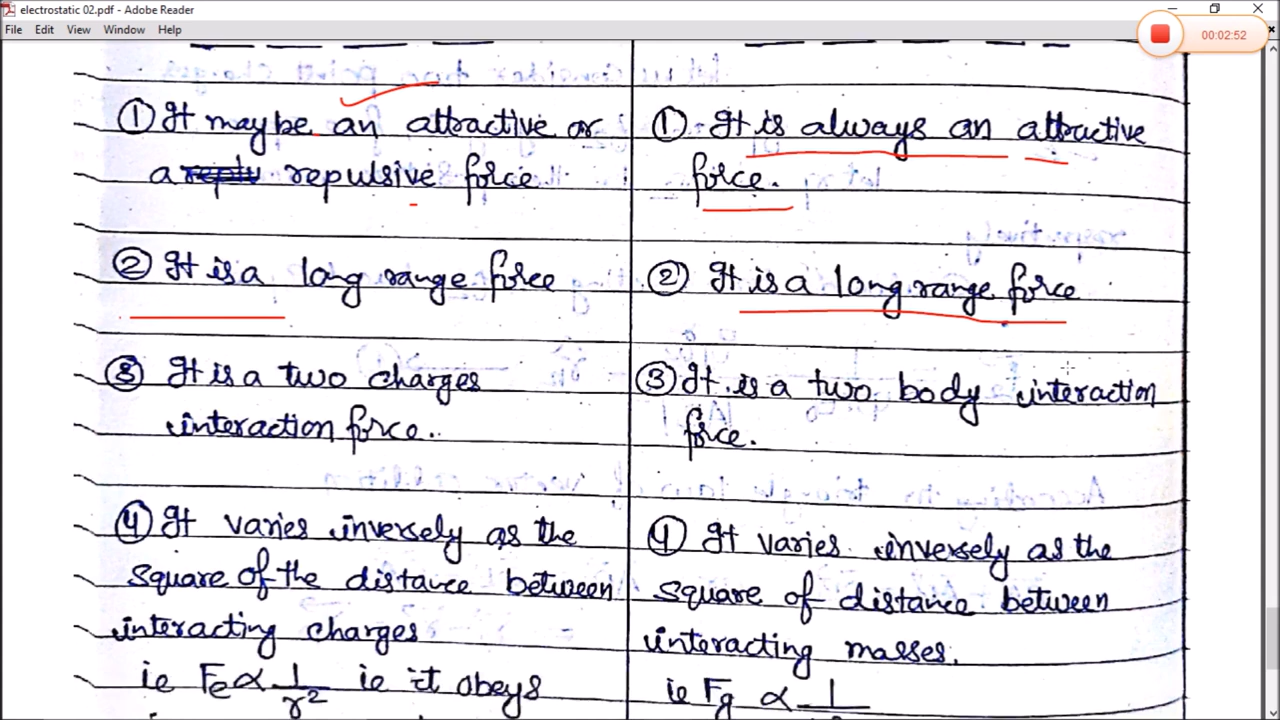 electrostatic 02.pdf - Adobe Reader
File Edit View Window Help
00:02:52
① It may be an attractive or
a repulsive force
② It is a long range force
③ It is a two charges
interaction force.
④ It varies inversely as the
square of the distance between
interacting charges
ie Fe ∝ 1/r² ie it obeys
① It is always an attractive
force.
② It is a long range force
③ It is a two body interaction
force.
④ It varies inversely as the
square of distance between
interacting masses.
ie Fg ∝ 1